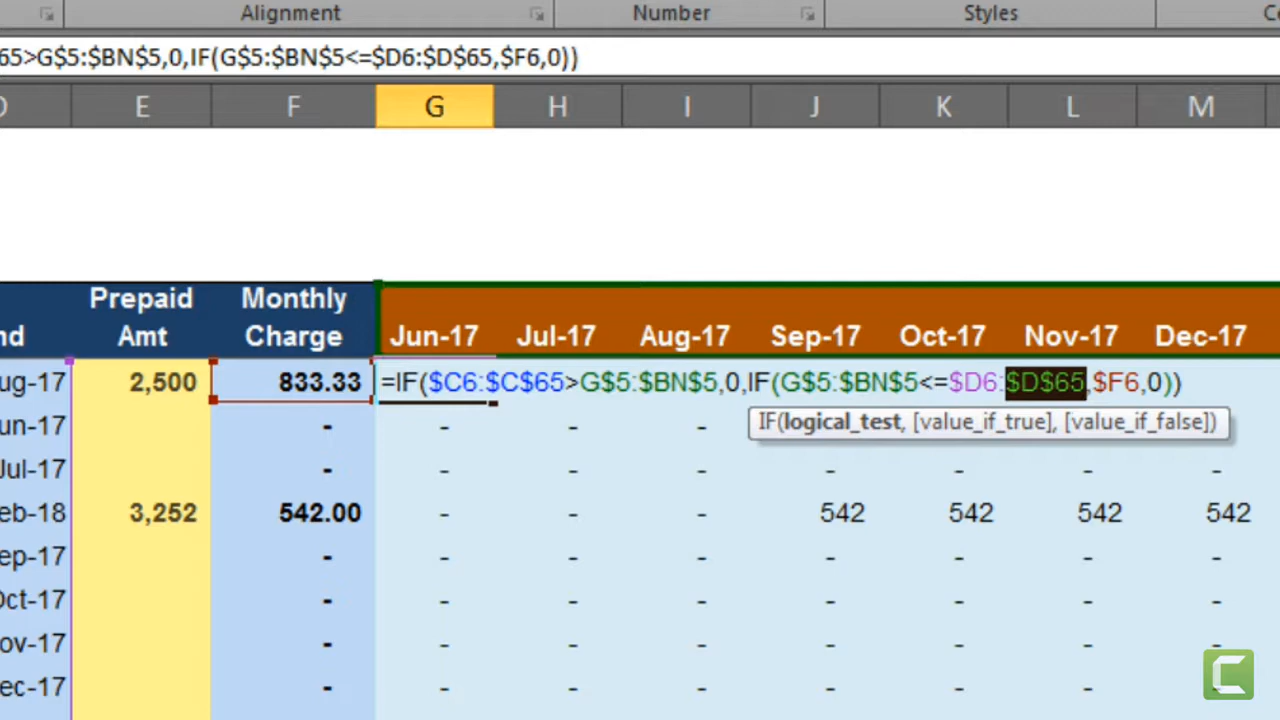 Alignment Number Styles
65>G$5:$BN$5,0,IF(G$5:$BN$5<=$D6:$D$65,$F6,0))
E F G H I J K L M
Prepaid Monthly
Amt Charge Jun-17 Jul-17 Aug-17 Sep-17 Oct-17 Nov-17 Dec-17
ug-17 2,500 833.33 =IF($C6:$C$65>G$5:$BN$5,0,IF(G$5:$BN$5<=$D6:$D$65,$F6,0))
un-17 - - - - - - - -
IF(logical_test, [value_if_true], [value_if_false])
Jul-17 - - - - - - - -
eb-18 3,252 542.00 - - - 542 542 542 542
ep-17 - - - - - - - -
Oct-17 - - - - - - - -
ov-17 - - - - - - - -
ec-17 - - - - - - - -